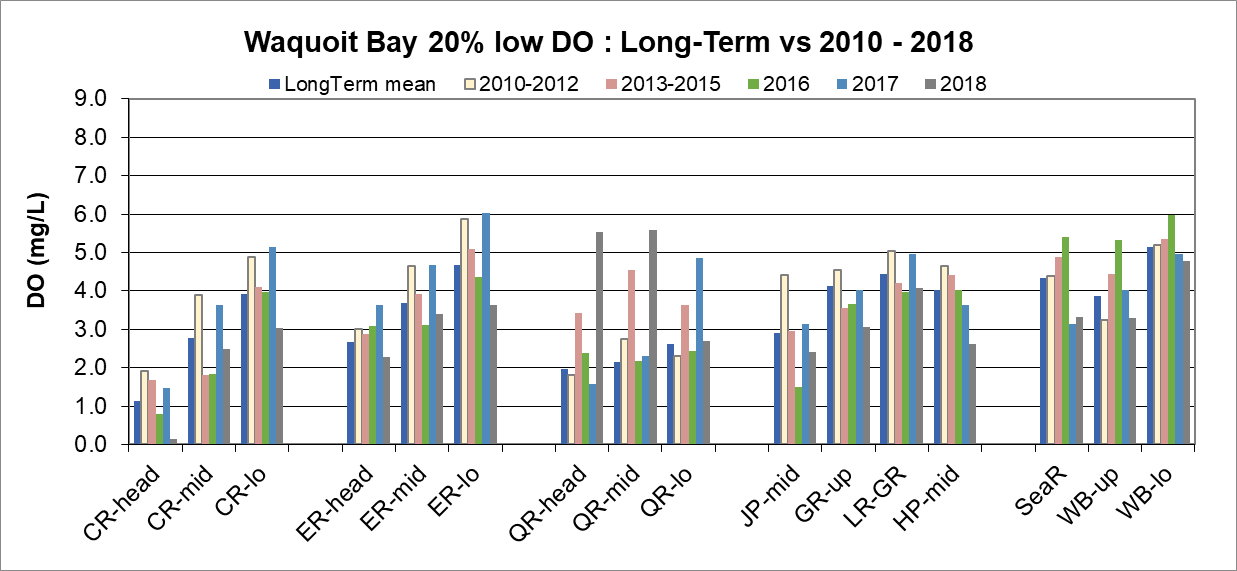 Waquoit Bay 20% low DO : Long-Term vs 2010 - 2018
LongTerm mean 2010-2012 2013-2015 2016 2017 2018
DO (mg/L)
9.0
8.0
7.0
6.0
5.0
4.0
3.0
2.0
1.0
0.0
CR-head
CR-mid
CR-lo
ER-head
ER-mid
ER-lo
QR-head
QR-mid
QR-lo
JP-mid
GR-up
LR-GR
HP-mid
SeaR
WB-up
WB-lo